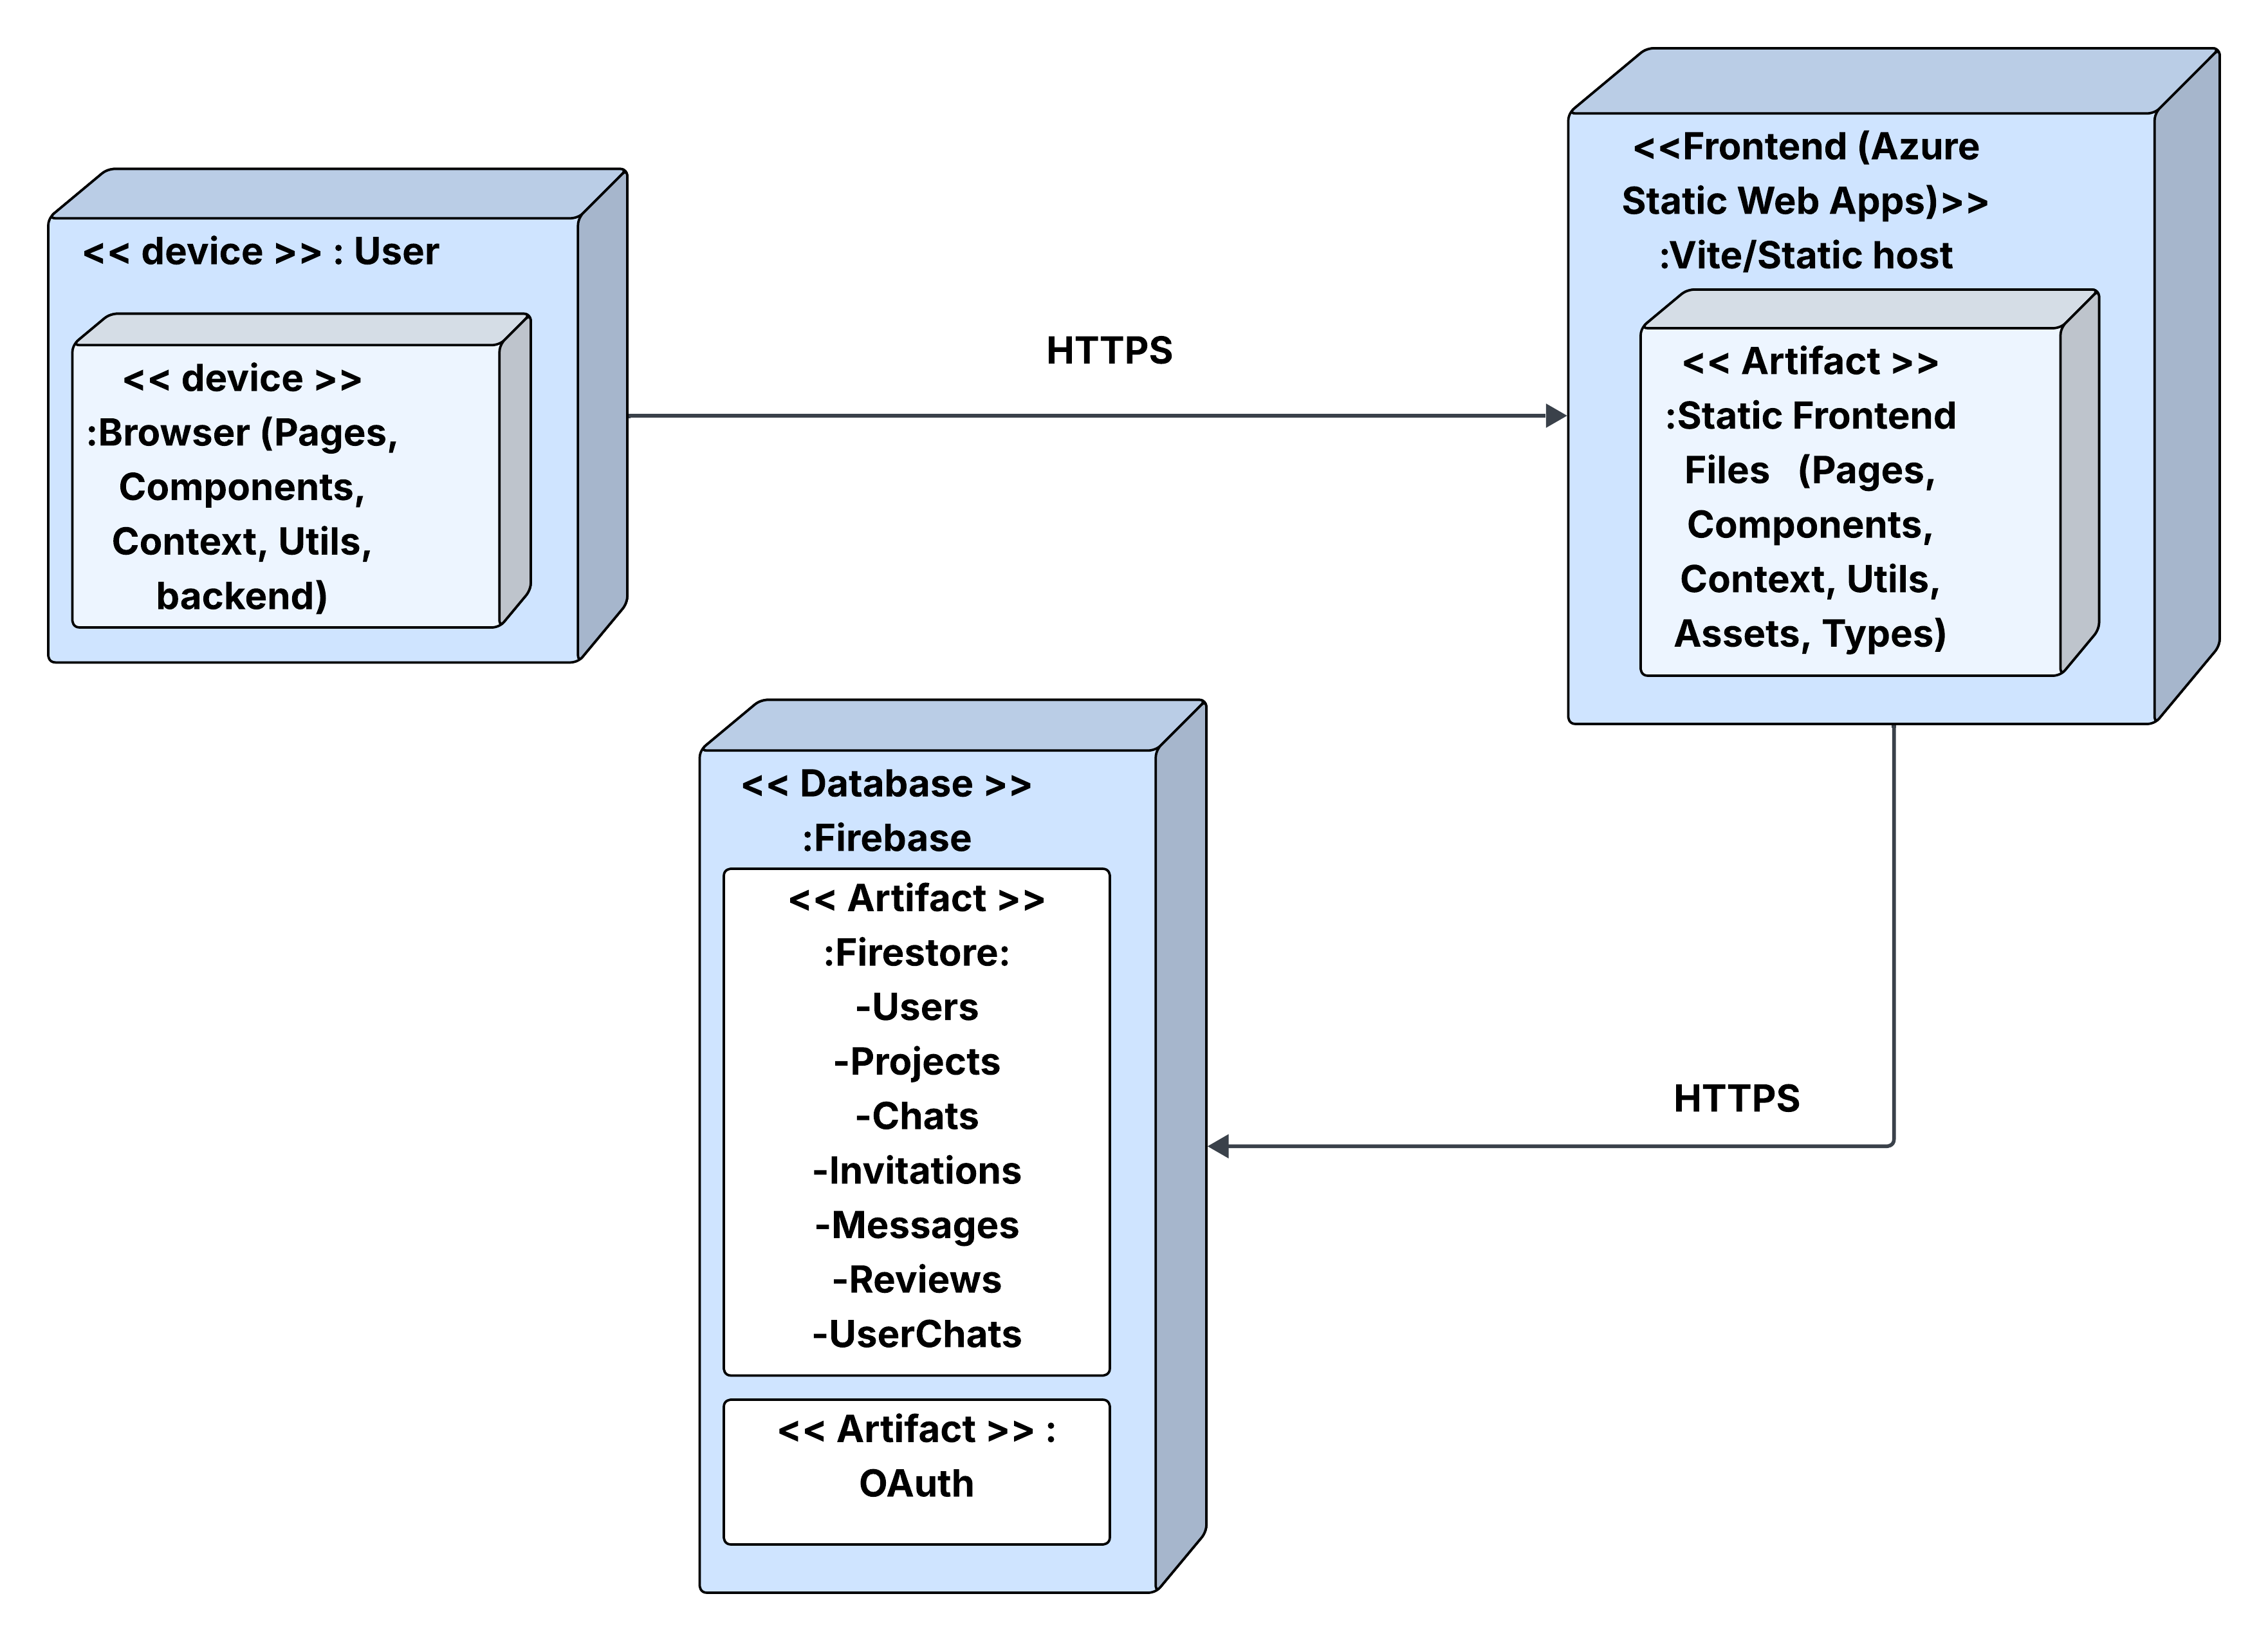 << device >> : User
<< device >>
:Browser (Pages,
Components,
Context, Utils,
backend)
HTTPS
<<Frontend (Azure
Static Web Apps)>>
:Vite/Static host
<< Artifact >>
:Static Frontend
Files   (Pages,
Components,
Context, Utils,
Assets, Types)
<< Database >>
:Firebase
<< Artifact >>
:Firestore:
-Users
-Projects
-Chats
-Invitations
-Messages
-Reviews
-UserChats
<< Artifact >> :
OAuth
HTTPS